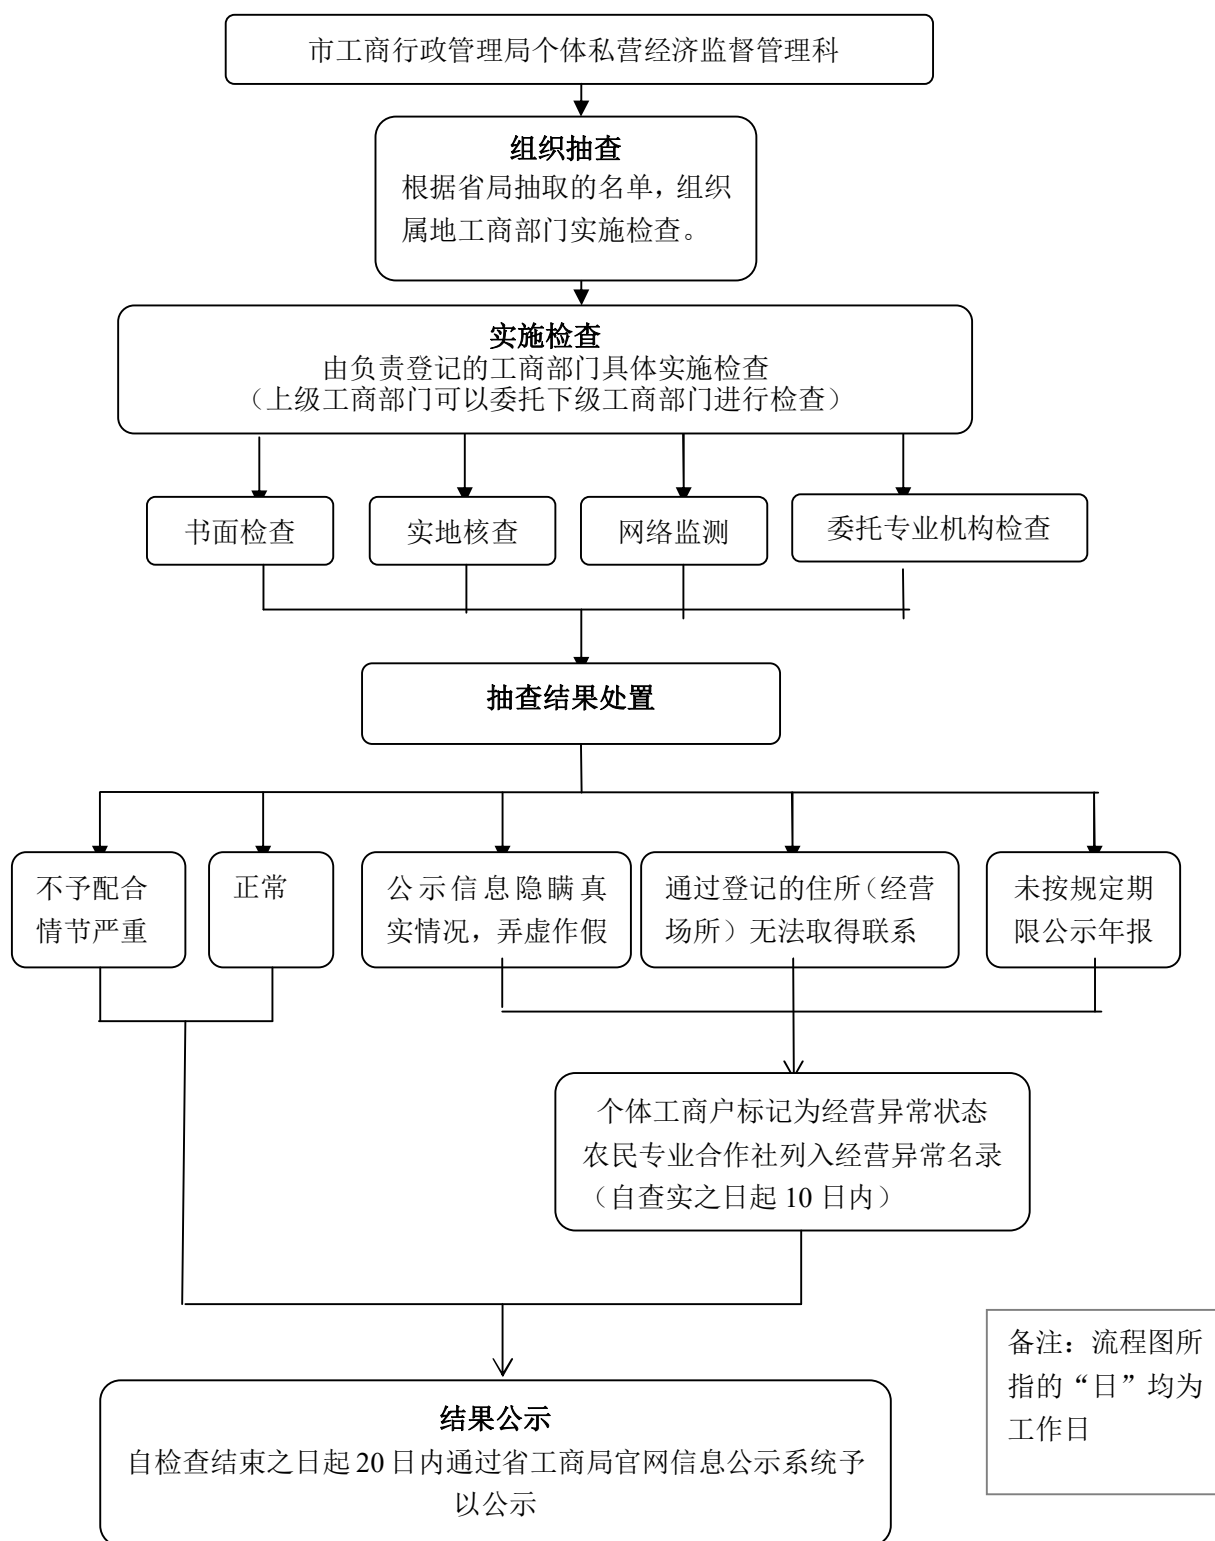 市工商行政管理局个体私营经济监督管理科
组织抽查
根据省局抽取的名单，组织
属地工商部门实施检查。
实施检查
由负责登记的工商部门具体实施检查
（上级工商部门可以委托下级工商部门进行检查）
书面检查
实地核查
网络监测
委托专业机构检查
抽查结果处置
不予配合
情节严重
正常
公示信息隐瞒真
实情况，弄虚作假
通过登记的住所（经营
场所）无法取得联系
未按规定期
限公示年报
个体工商户标记为经营异常状态
农民专业合作社列入经营异常名录
（自查实之日起 10 日内）
备注：流程图所
指的“日”均为
工作日
结果公示
自检查结束之日起 20 日内通过省工商局官网信息公示系统予
以公示